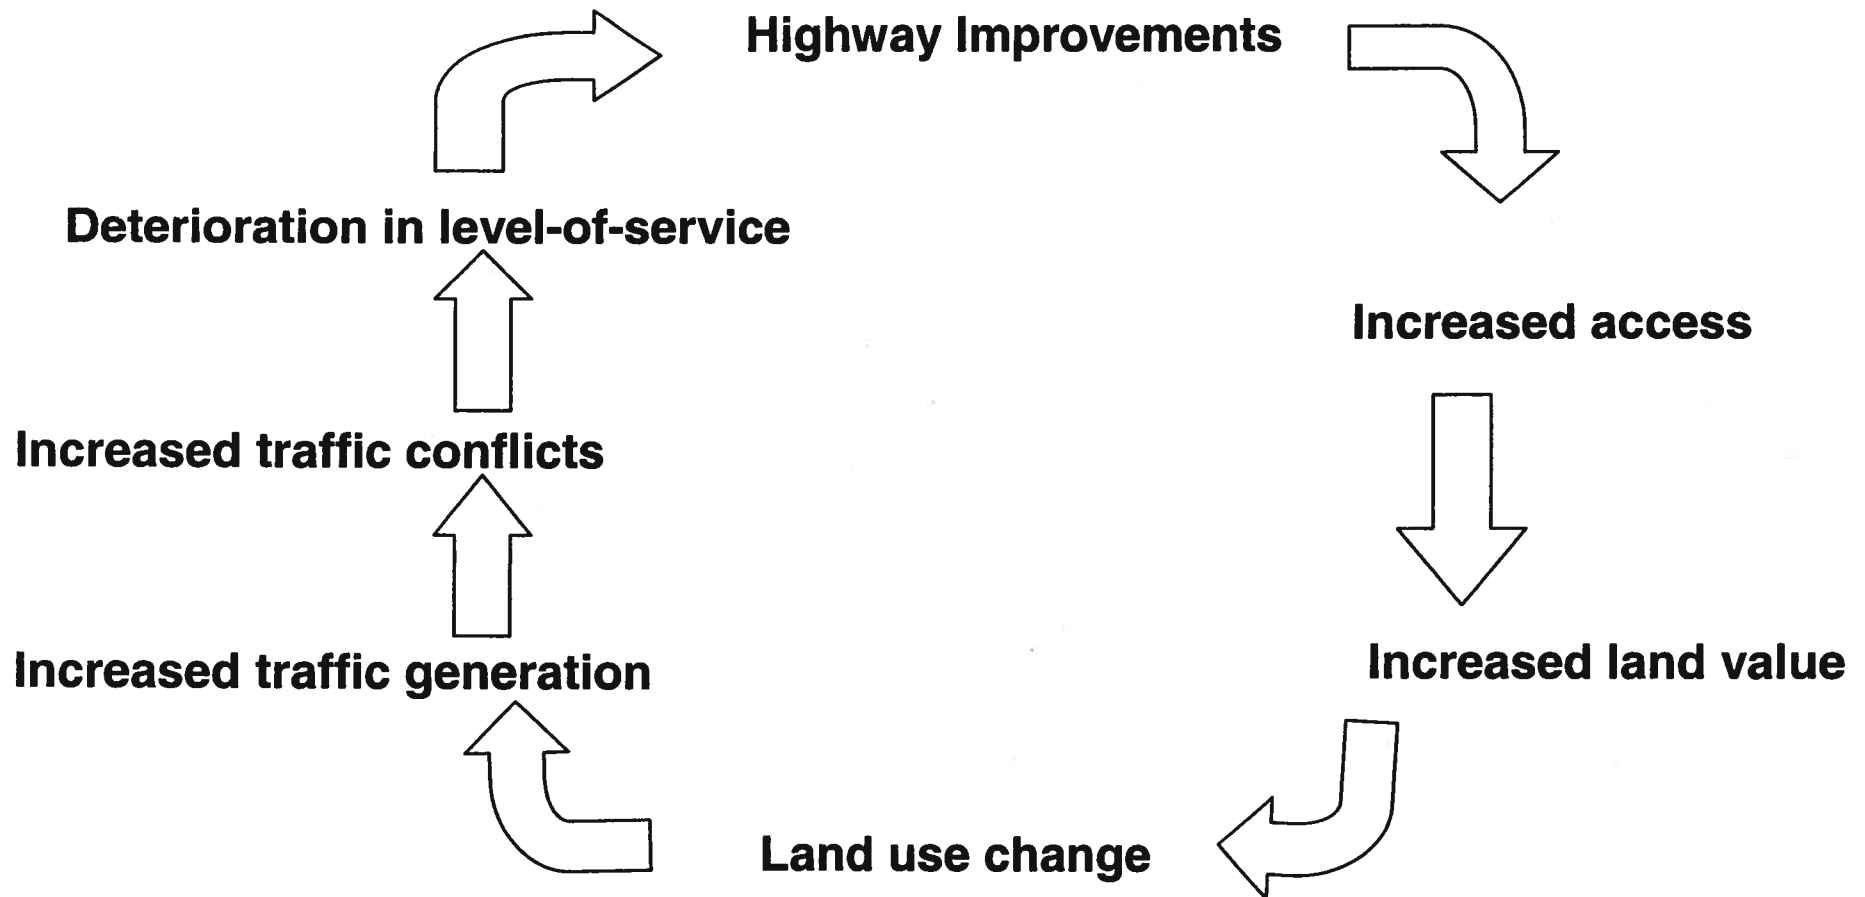 Highway Improvements
Increased access
Increased land value
Land use change
Increased traffic generation
Increased traffic conflicts
Deterioration in level-of-service